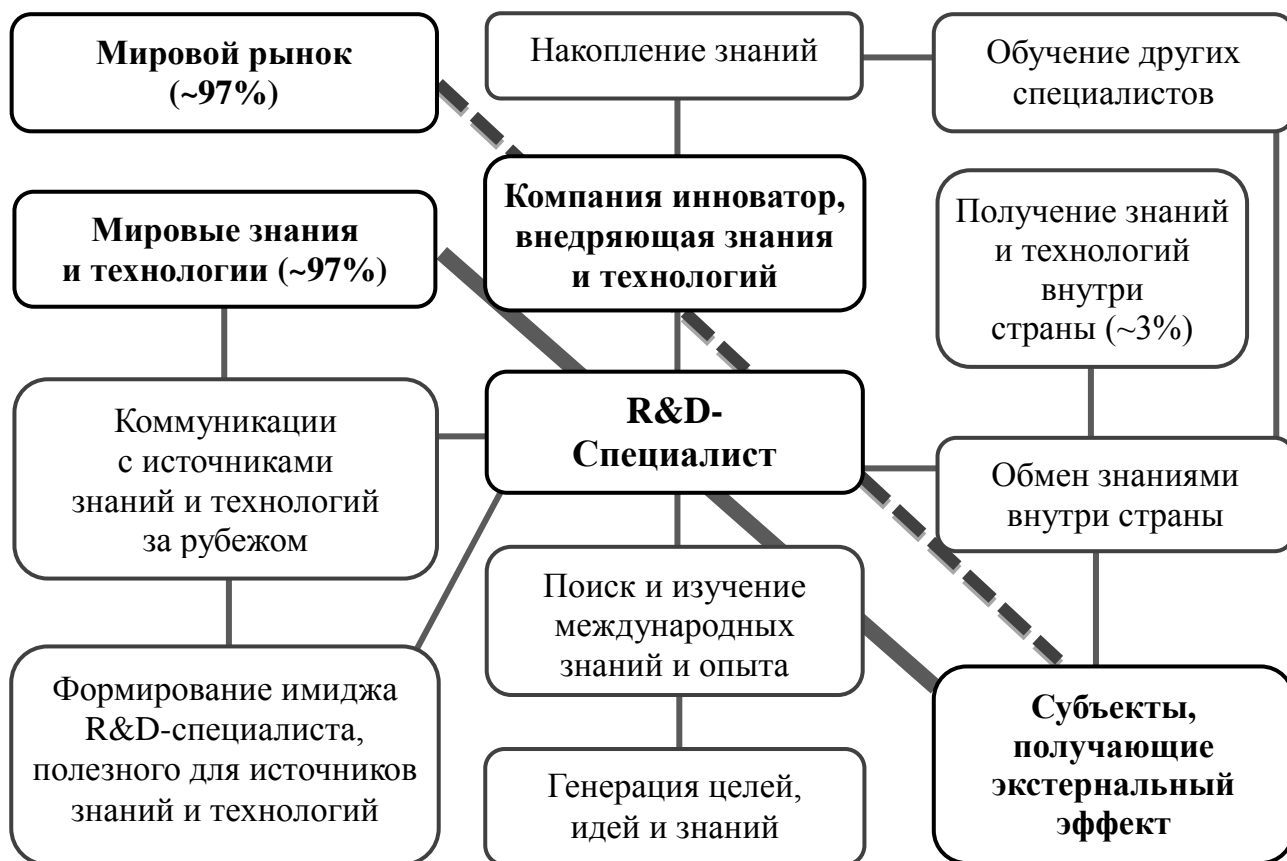 Мировой рынок
(~97%)
Накопление знаний
Обучение других
специалистов
Мировые знания
и технологии (~97%)
Компания инноватор,
внедряющая знания
и технологий
Получение знаний
и технологий
внутри
страны (~3%)
Коммуникации
с источниками
знаний и технологий
за рубежом
R&D-
Специалист
Обмен знаниями
внутри страны
Формирование имиджа
R&D-специалиста,
полезного для источников
знаний и технологий
Поиск и изучение
международных
знаний и опыта
Генерация целей,
идей и знаний
Субъекты,
получающие
экстернальный
эффект